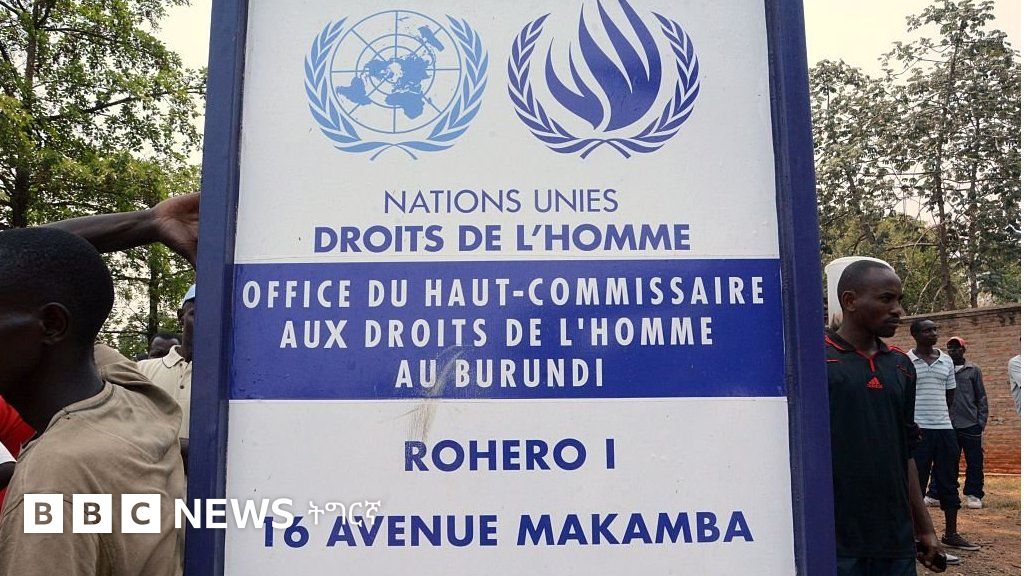 NATIONS UNIES
DROITS DE L'HOMME
OFFICE DU HAUT-COMMISSAIRE
AUX DROITS DE L'HOMME
AU BURUNDI
ROHERO I
16 AVENUE MAKAMBA
BBC NEWS ትግርኛ